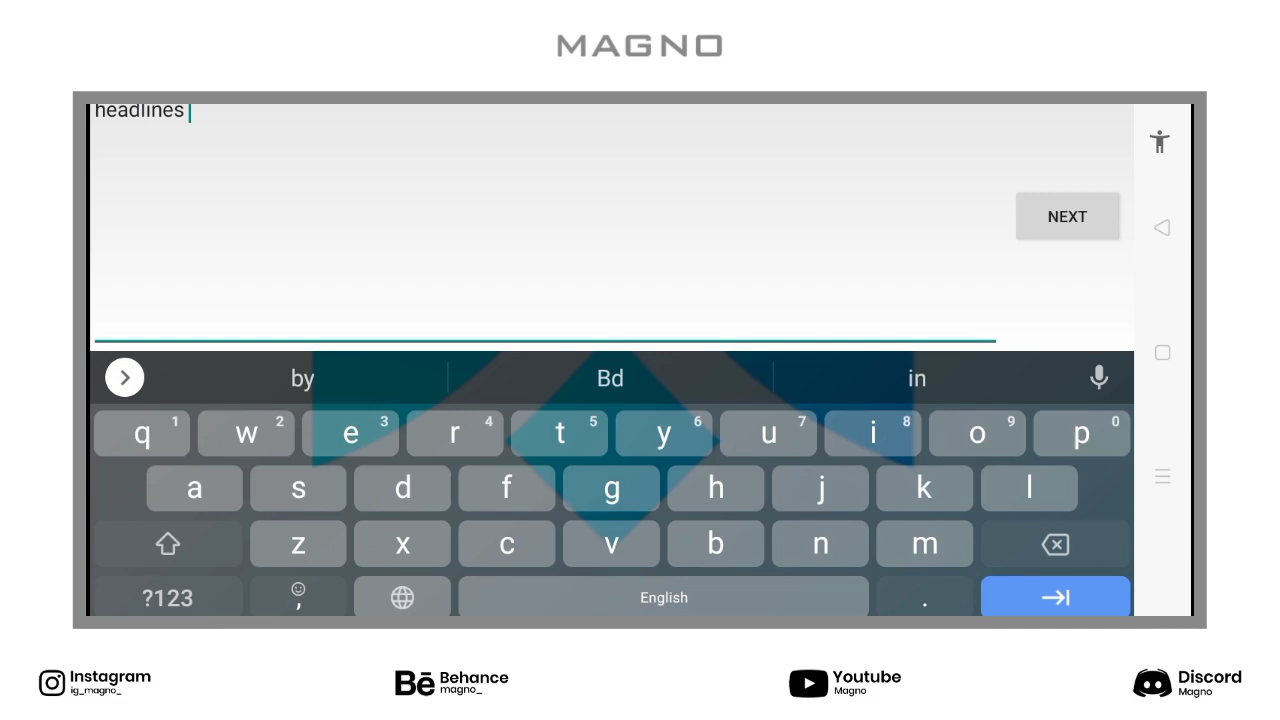 MAGNO
headlines
NEXT
by Bd in
q 1 w 2 e 3 r 4 t 5 y 6 u 7 i 8 o 9 p 0
a s d f g h j k l
z x c v b n m
?123 , English .
Instagram
ig_magno_
Bē Behance
magno_
Youtube
Magno
Discord
Magno